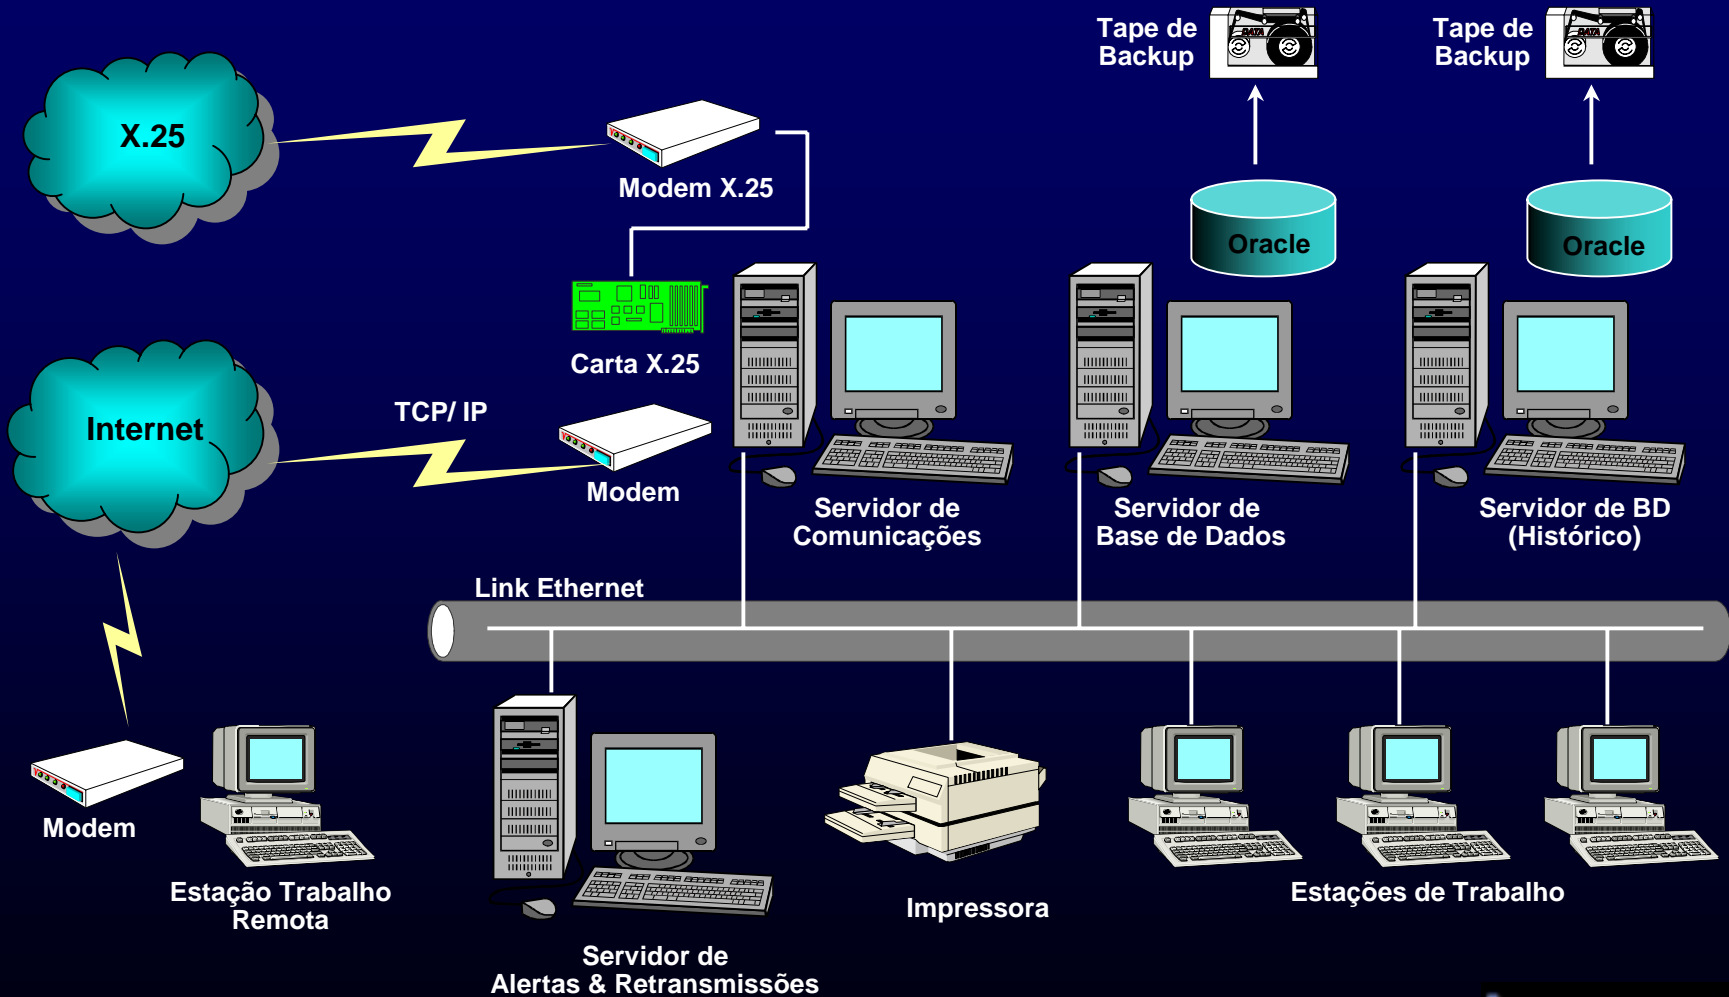 Tape de
Backup
DATA
Tape de
Backup
DATA
X.25
Modem X.25
Oracle
Oracle
Carta X.25
Internet
TCP/ IP
Modem
Servidor de
Comunicações
Servidor de
Base de Dados
Servidor de BD
(Histórico)
Link Ethernet
Modem
Estação Trabalho
Remota
Servidor de
Alertas & Retransmissões
Impressora
Estações de Trabalho